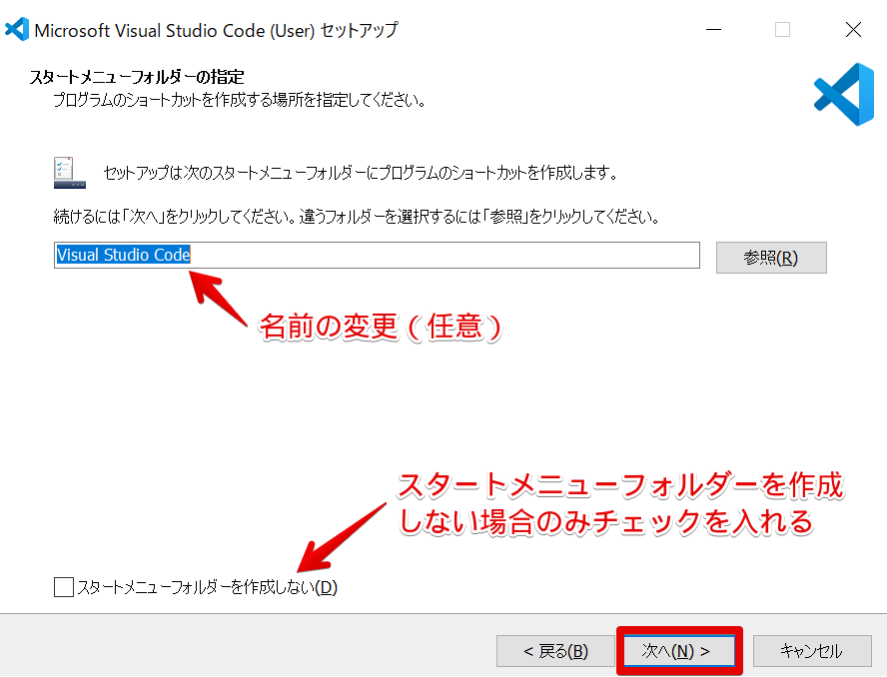 Microsoft Visual Studio Code (User) セットアップ
スタートメニューフォルダーの指定
プログラムのショートカットを作成する場所を指定してください。
セットアップは次のスタートメニューフォルダーにプログラムのショートカットを作成します。
続けるには「次へ」をクリックしてください。違うフォルダーを選択するには「参照」をクリックしてください。
Visual Studio Code
参照(R)
名前の変更（任意）
スタートメニューフォルダーを作成
しない場合のみチェックを入れる
スタートメニューフォルダーを作成しない(D)
< 戻る(B)
次へ(N) >
キャンセル